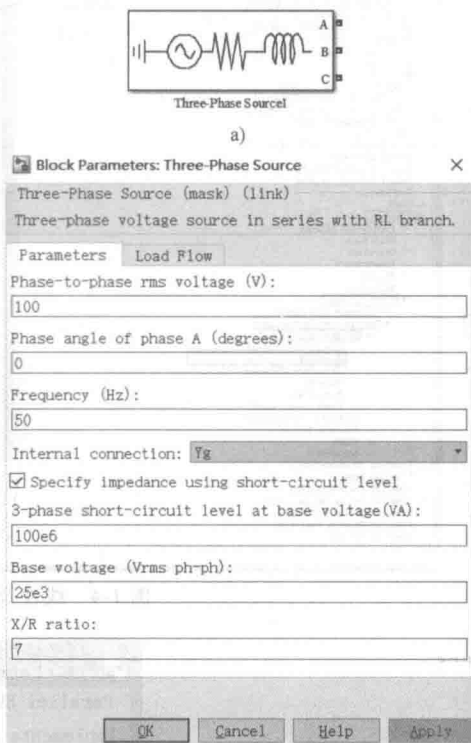 A
B
C
Three-Phase Source1
a)
Block Parameters: Three-Phase Source
Three-Phase Source (mask) (link)
Three-phase voltage source in series with RL branch.
Parameters Load Flow
Phase-to-phase rms voltage (V):
100
Phase angle of phase A (degrees):
0
Frequency (Hz):
50
Internal connection: Yg
Specify impedance using short-circuit level
3-phase short-circuit level at base voltage(VA):
100e6
Base voltage (Vrms ph-ph):
25e3
X/R ratio:
7
OK Cancel Help Apply